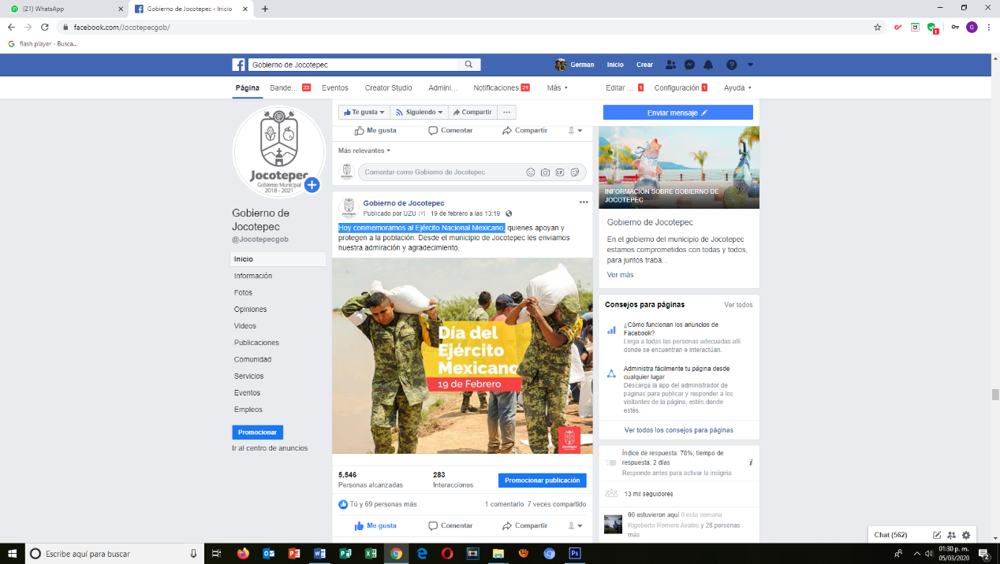 (21) WhatsApp
Gobierno de Jocotepec - Inicio
facebook.com/Jocotepecgob/
flash player - Busca...
Gobierno de Jocotepec
German
Inicio
Crear
Página
Bande... 23
Eventos
Creator Studio
Admini...
Notificaciones 21
Más
Editar ... 1
Configuración 1
Ayuda
Jocotepec
Gobierno Municipal
2018 - 2021
Gobierno de
Jocotepec
@Jocotepecgob
Inicio
Información
Fotos
Opiniones
Videos
Publicaciones
Comunidad
Servicios
Eventos
Empleos
Promocionar
Ir al centro de anuncios
Te gusta
Siguiendo
Compartir
...
Me gusta
Comentar
Compartir
Más relevantes
Comentar como Gobierno de Jocotepec
Gobierno de Jocotepec
Publicado por UZU [?] · 19 de febrero a las 13:19 ·
Hoy conmemoramos al Ejército Nacional Mexicano, quienes apoyan y
protegen a la población. Desde el municipio de Jocotepec les enviamos
nuestra admiración y agradecimiento.
Día del
Ejército
Mexicano
19 de Febrero
Jocotepec
5,546
Personas alcanzadas
283
Interacciones
Promocionar publicación
Tú y 69 personas más
1 comentario 7 veces compartido
Me gusta
Comentar
Compartir
Enviar mensaje
INFORMACIÓN SOBRE GOBIERNO DE
JOCOTEPEC
Gobierno de Jocotepec
En el gobierno del municipio de Jocotepec
estamos comprometidos con todas y todos,
para juntos traba...
Ver más
Consejos para páginas
Ver todos
¿Cómo funcionan los anuncios de
Facebook?
Llega a todas las personas adecuadas allí
donde se encuentran e interactúan.
Administra fácilmente tu página desde
cualquier lugar
Descarga la app del administrador de
páginas para publicar y responder a los
visitantes de la página, estés donde
estés.
Ver todos los consejos para páginas
Índice de respuesta: 78%; tiempo de
respuesta: 2 días
Responde antes para activar la insignia
13 mil seguidores
90 estuvieron aquí 0 esta semana
Rigoberto Romero Avalos y 28 personas
más
Chat (562)
Escribe aquí para buscar
01:30 p. m.
05/03/2020
2